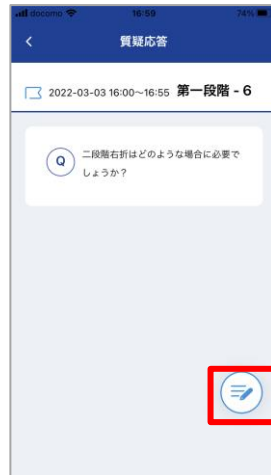 docomo 16:59 74%
質疑応答
2022-03-03 16:00~16:55 第一段階 - 6
Q 二段階右折はどのような場合に必要で
しょうか？